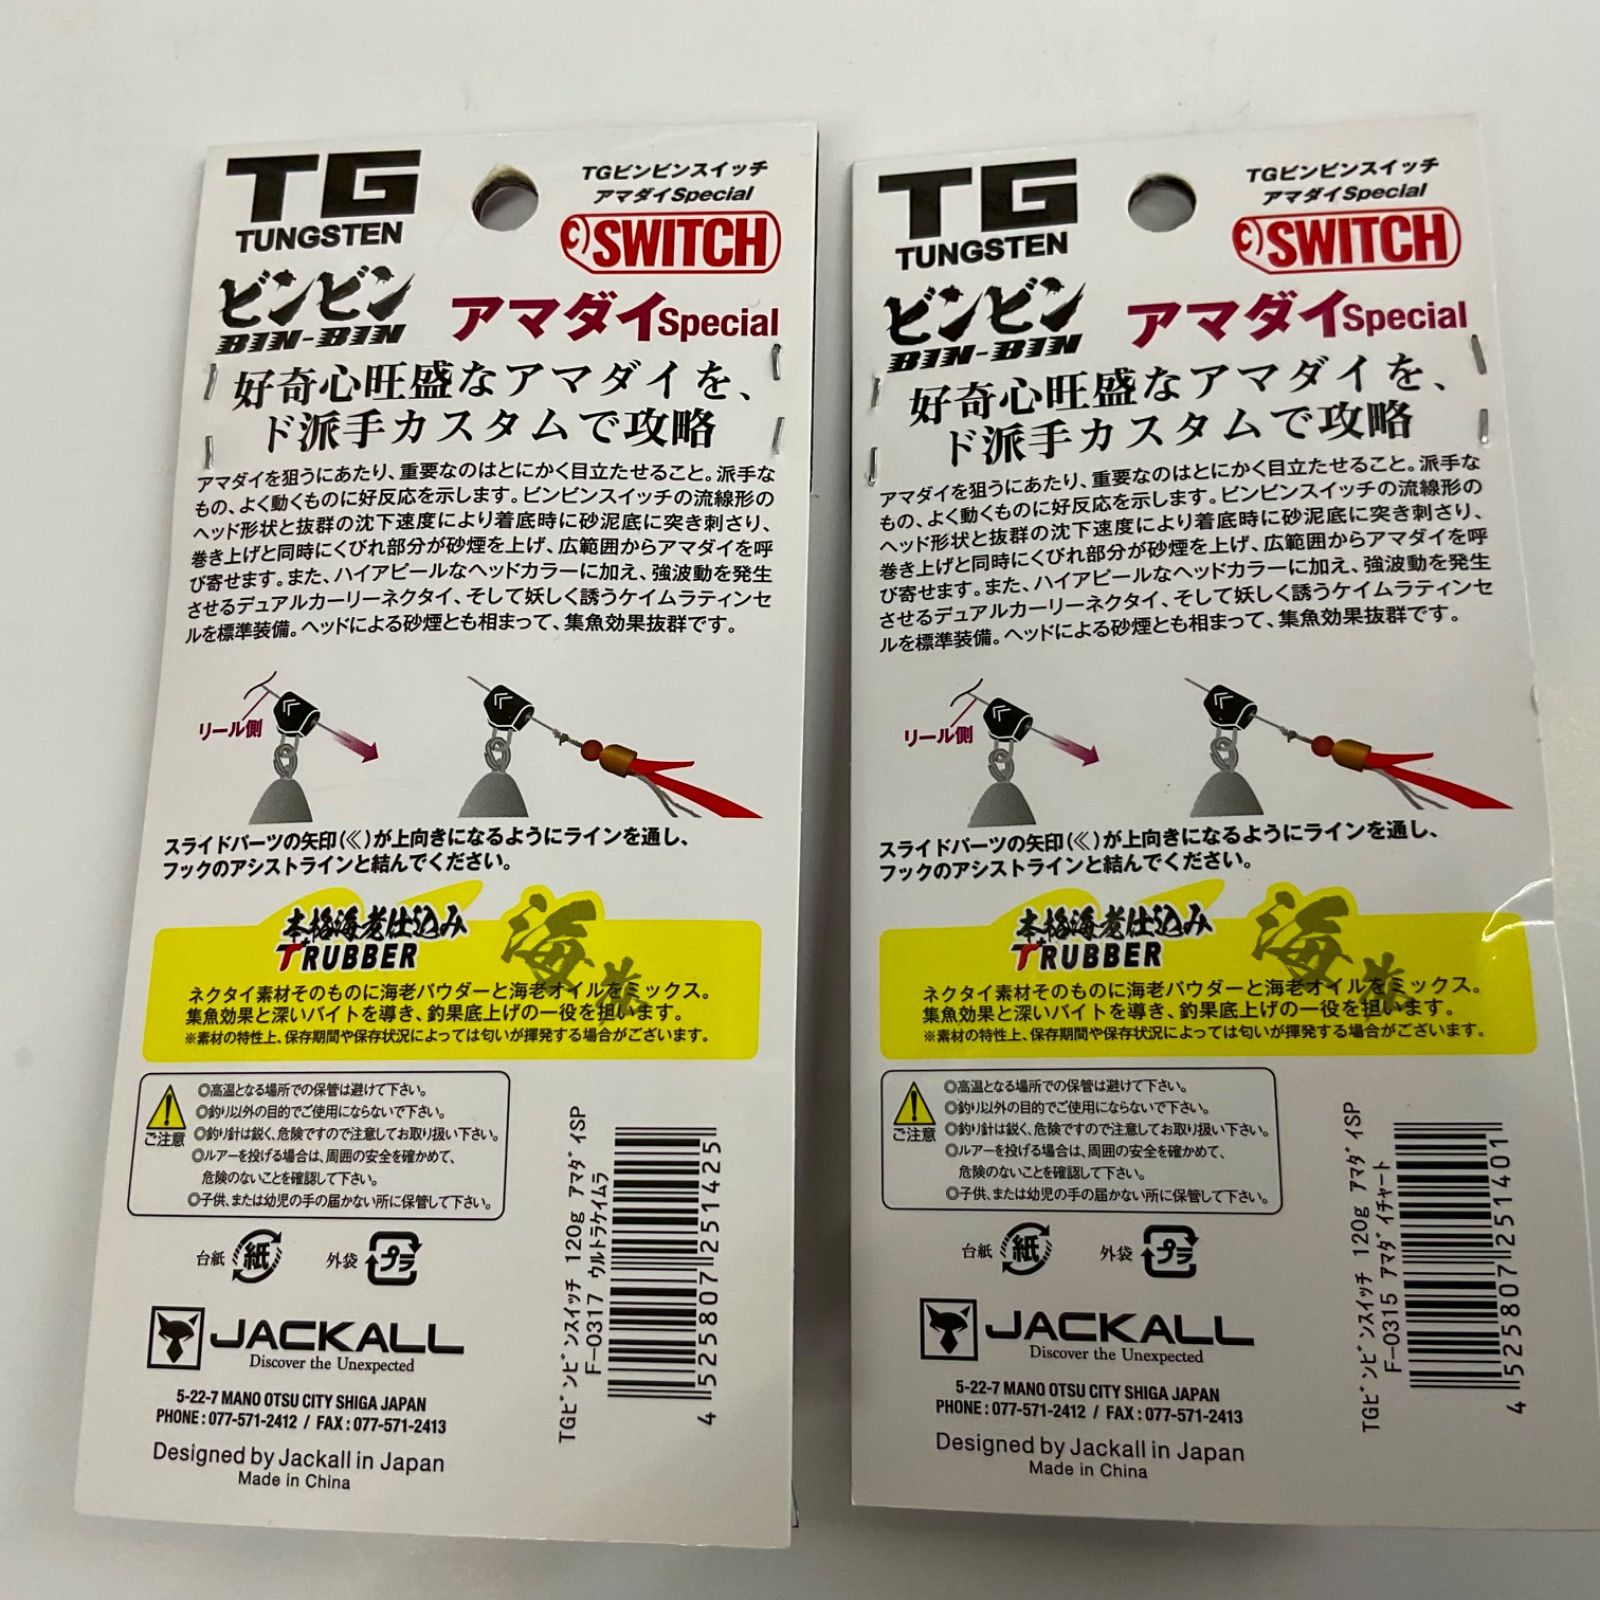 TG
TUNGSTEN
TGビンビンスイッチ
アマダイSpecial
SWITCH
ビンビン
BIN-BIN
アマダイSpecial
好奇心旺盛なアマダイを、
ド派手カスタムで攻略
アマダイを狙うにあたり、重要なのはとにかく目立たせること。派手な
もの、よく動くものに好反応を示します。ビンビンスイッチの流線形の
ヘッド形状と抜群の沈下速度により着底時に砂泥底に突き刺さり、
巻き上げと同時にくびれ部分が砂煙を上げ、広範囲からアマダイを呼
び寄せます。また、ハイアピールなヘッドカラーに加え、強波動を発生
させるデュアルカーリーネクタイ、そして妖しく誘うケイムラティンセ
ルを標準装備。ヘッドによる砂煙とも相まって、集魚効果抜群です。
リール側
スライドパーツの矢印(≪)が上向きになるようにラインを通し、
フックのアシストラインと結んでください。
本格海老仕込み
T+RUBBER
海老
ネクタイ素材そのものに海老パウダーと海老オイルをミックス。
集魚効果と深いバイトを導き、釣果底上げの一役を担います。
※素材の特性上、保存期間や保存状況によっては匂いが揮発する場合がございます。
ご注意
◎高温となる場所での保管は避けて下さい。
◎釣り以外の目的でご使用にならないで下さい。
◎釣り針は鋭く、危険ですので注意してお取り扱い下さい。
◎ルアーを投げる場合は、周囲の安全を確かめて、
危険のないことを確認して下さい。
◎子供、または幼児の手の届かない所に保管して下さい。
台紙 紙 外袋 プラ
JACKALL
Discover the Unexpected
5-22-7 MANO OTSU CITY SHIGA JAPAN
PHONE : 077-571-2412 / FAX : 077-571-2413
Designed by Jackall in Japan
Made in China
TGビンビンスイッチ 120g アマダイSP
F-0317 ウルトラケイムラ
4525807251425
TG
TUNGSTEN
TGビンビンスイッチ
アマダイSpecial
SWITCH
ビンビン
BIN-BIN
アマダイSpecial
好奇心旺盛なアマダイを、
ド派手カスタムで攻略
アマダイを狙うにあたり、重要なのはとにかく目立たせること。派手な
もの、よく動くものに好反応を示します。ビンビンスイッチの流線形の
ヘッド形状と抜群の沈下速度により着底時に砂泥底に突き刺さり、
巻き上げと同時にくびれ部分が砂煙を上げ、広範囲からアマダイを呼
び寄せます。また、ハイアピールなヘッドカラーに加え、強波動を発生
させるデュアルカーリーネクタイ、そして妖しく誘うケイムラティンセ
ルを標準装備。ヘッドによる砂煙とも相まって、集魚効果抜群です。
リール側
スライドパーツの矢印(≪)が上向きになるようにラインを通し、
フックのアシストラインと結んでください。
本格海老仕込み
T+RUBBER
海老
ネクタイ素材そのものに海老パウダーと海老オイルをミックス。
集魚効果と深いバイトを導き、釣果底上げの一役を担います。
※素材の特性上、保存期間や保存状況によっては匂いが揮発する場合がございます。
ご注意
◎高温となる場所での保管は避けて下さい。
◎釣り以外の目的でご使用にならないで下さい。
◎釣り針は鋭く、危険ですので注意してお取り扱い下さい。
◎ルアーを投げる場合は、周囲の安全を確かめて、
危険のないことを確認して下さい。
◎子供、または幼児の手の届かない所に保管して下さい。
台紙 紙 外袋 プラ
JACKALL
Discover the Unexpected
5-22-7 MANO OTSU CITY SHIGA JAPAN
PHONE : 077-571-2412 / FAX : 077-571-2413
Designed by Jackall in Japan
Made in China
TGビンビンスイッチ 120g アマダイSP
F-0315 アマダイチャート
4525807251401